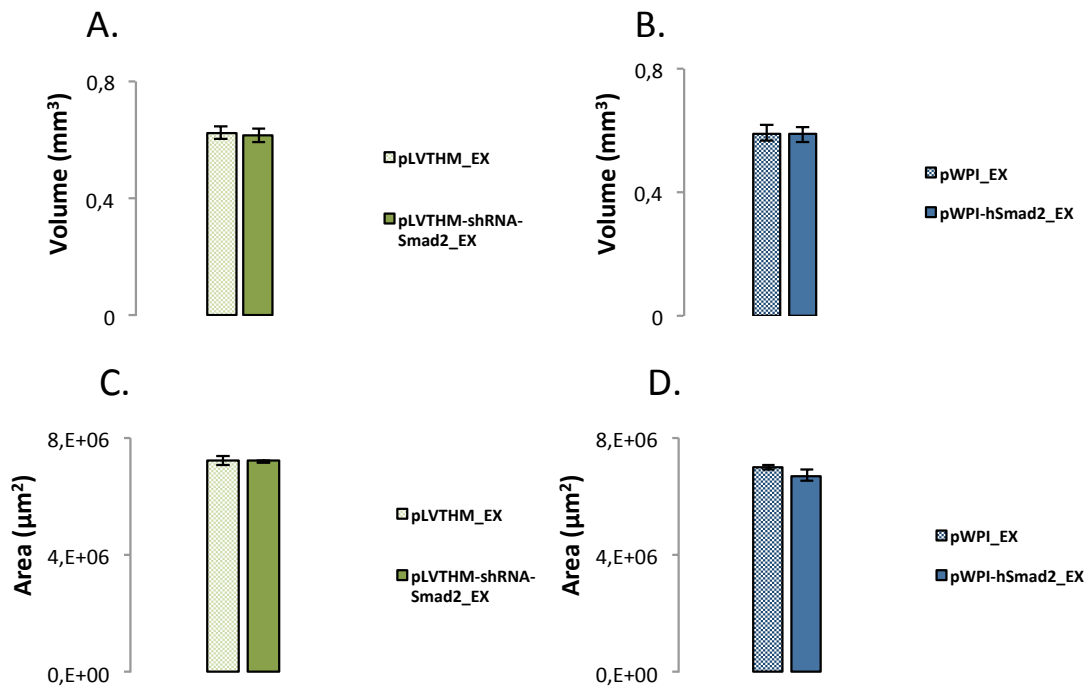 A.
0,8
0,4
0
Volume (mm³)
pLVTHM_EX
pLVTHM-shRNA-
Smad2_EX
B.
0,8
0,4
0
Volume (mm³)
pWPI_EX
pWPI-hSmad2_EX
C.
8,E+06
4,E+06
0,E+00
Area (µm²)
pLVTHM_EX
pLVTHM-shRNA-
Smad2_EX
D.
8,E+06
4,E+06
0,E+00
Area (µm²)
pWPI_EX
pWPI-hSmad2_EX